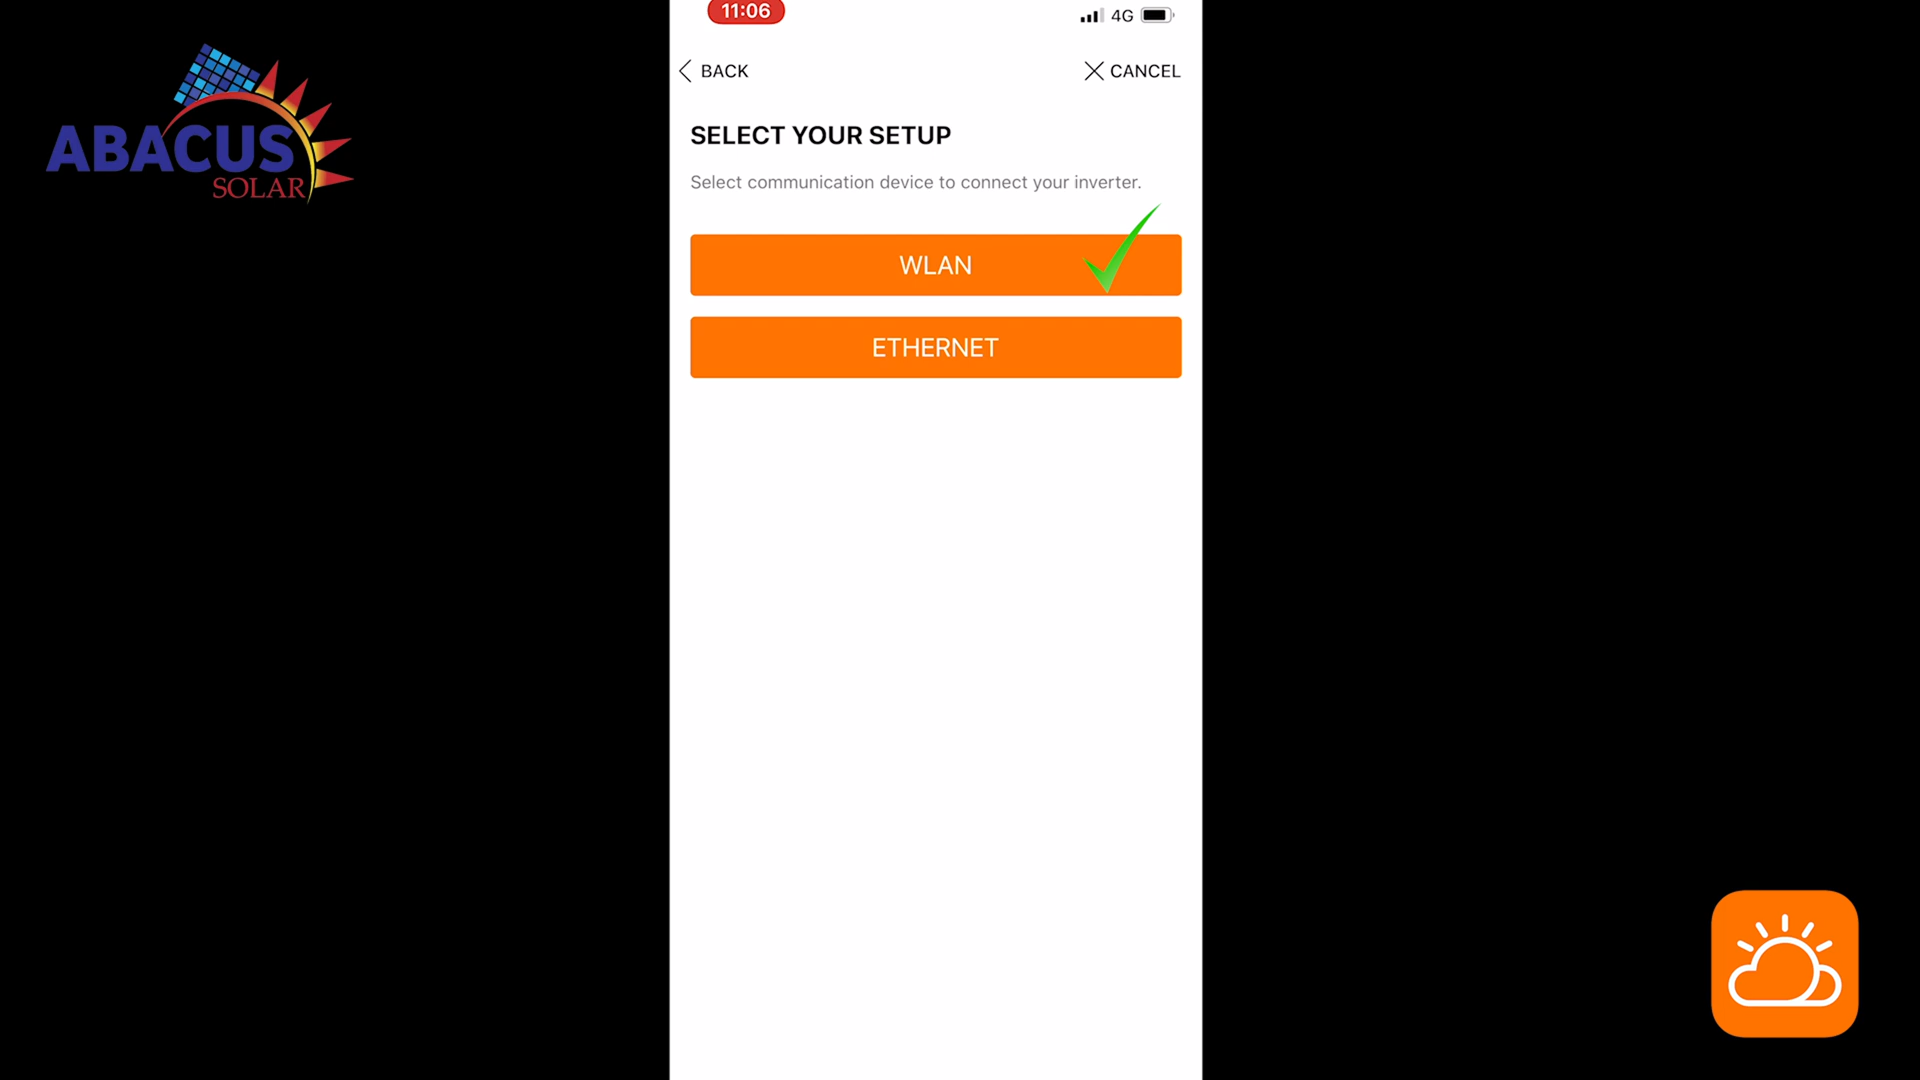 11:06
4G
BACK
CANCEL
ABACUS
SOLAR
SELECT YOUR SETUP
Select communication device to connect your inverter.
WLAN
ETHERNET